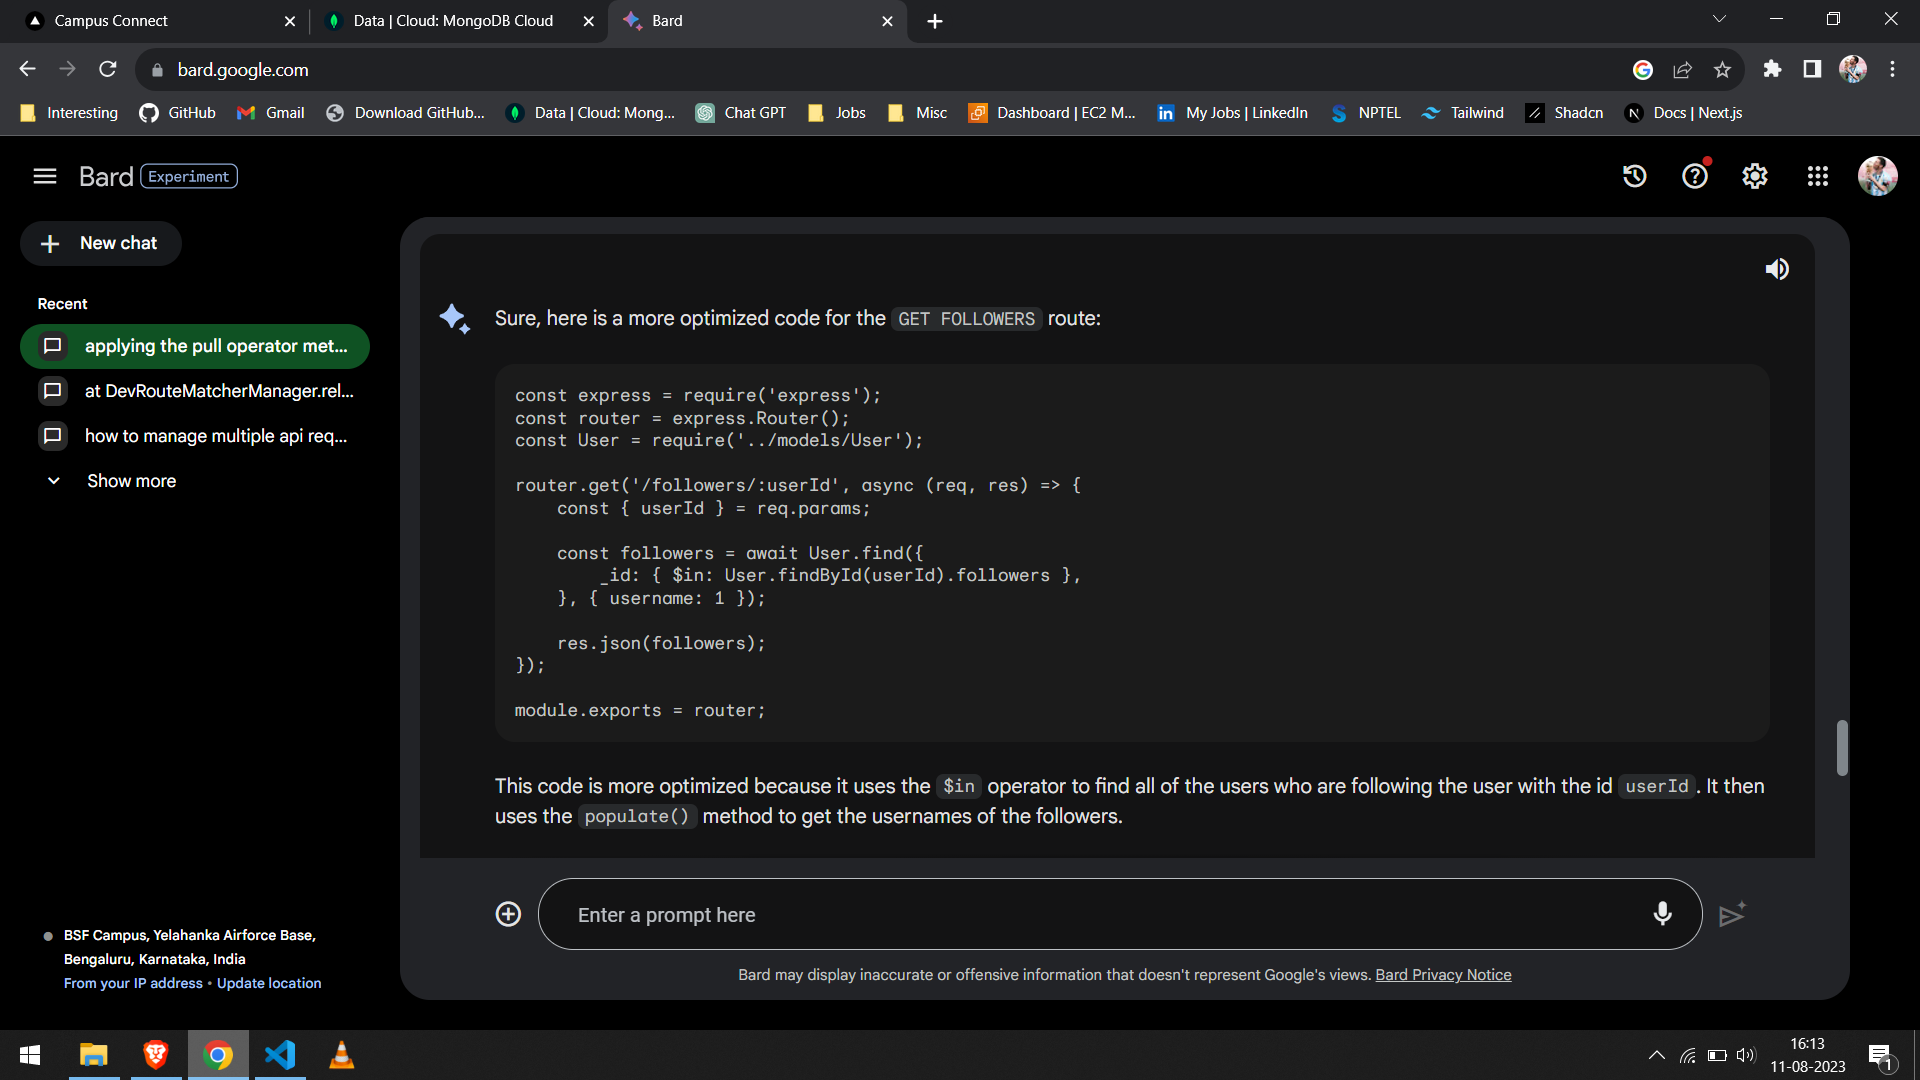 Campus Connect
Data | Cloud: MongoDB Cloud
Bard
bard.google.com
Interesting
GitHub
Gmail
Download GitHub...
Data | Cloud: Mong...
Chat GPT
Jobs
Misc
Dashboard | EC2 M...
My Jobs | LinkedIn
NPTEL
Tailwind
Shadcn
Docs | Next.js
Bard Experiment
New chat
Recent
applying the pull operator met...
at DevRouteMatcherManager.rel...
how to manage multiple api req...
Show more
BSF Campus, Yelahanka Airforce Base,
Bengaluru, Karnataka, India
From your IP address • Update location
Sure, here is a more optimized code for the GET FOLLOWERS route:
const express = require('express');
const router = express.Router();
const User = require('../models/User');
router.get('/followers/:userId', async (req, res) => {
const { userId } = req.params;
const followers = await User.find({
_id: { $in: User.findById(userId).followers },
}, { username: 1 });
res.json(followers);
});
module.exports = router;
This code is more optimized because it uses the $in operator to find all of the users who are following the user with the id userId. It then
uses the populate() method to get the usernames of the followers.
Enter a prompt here
Bard may display inaccurate or offensive information that doesn't represent Google's views. Bard Privacy Notice
16:13
11-08-2023
1